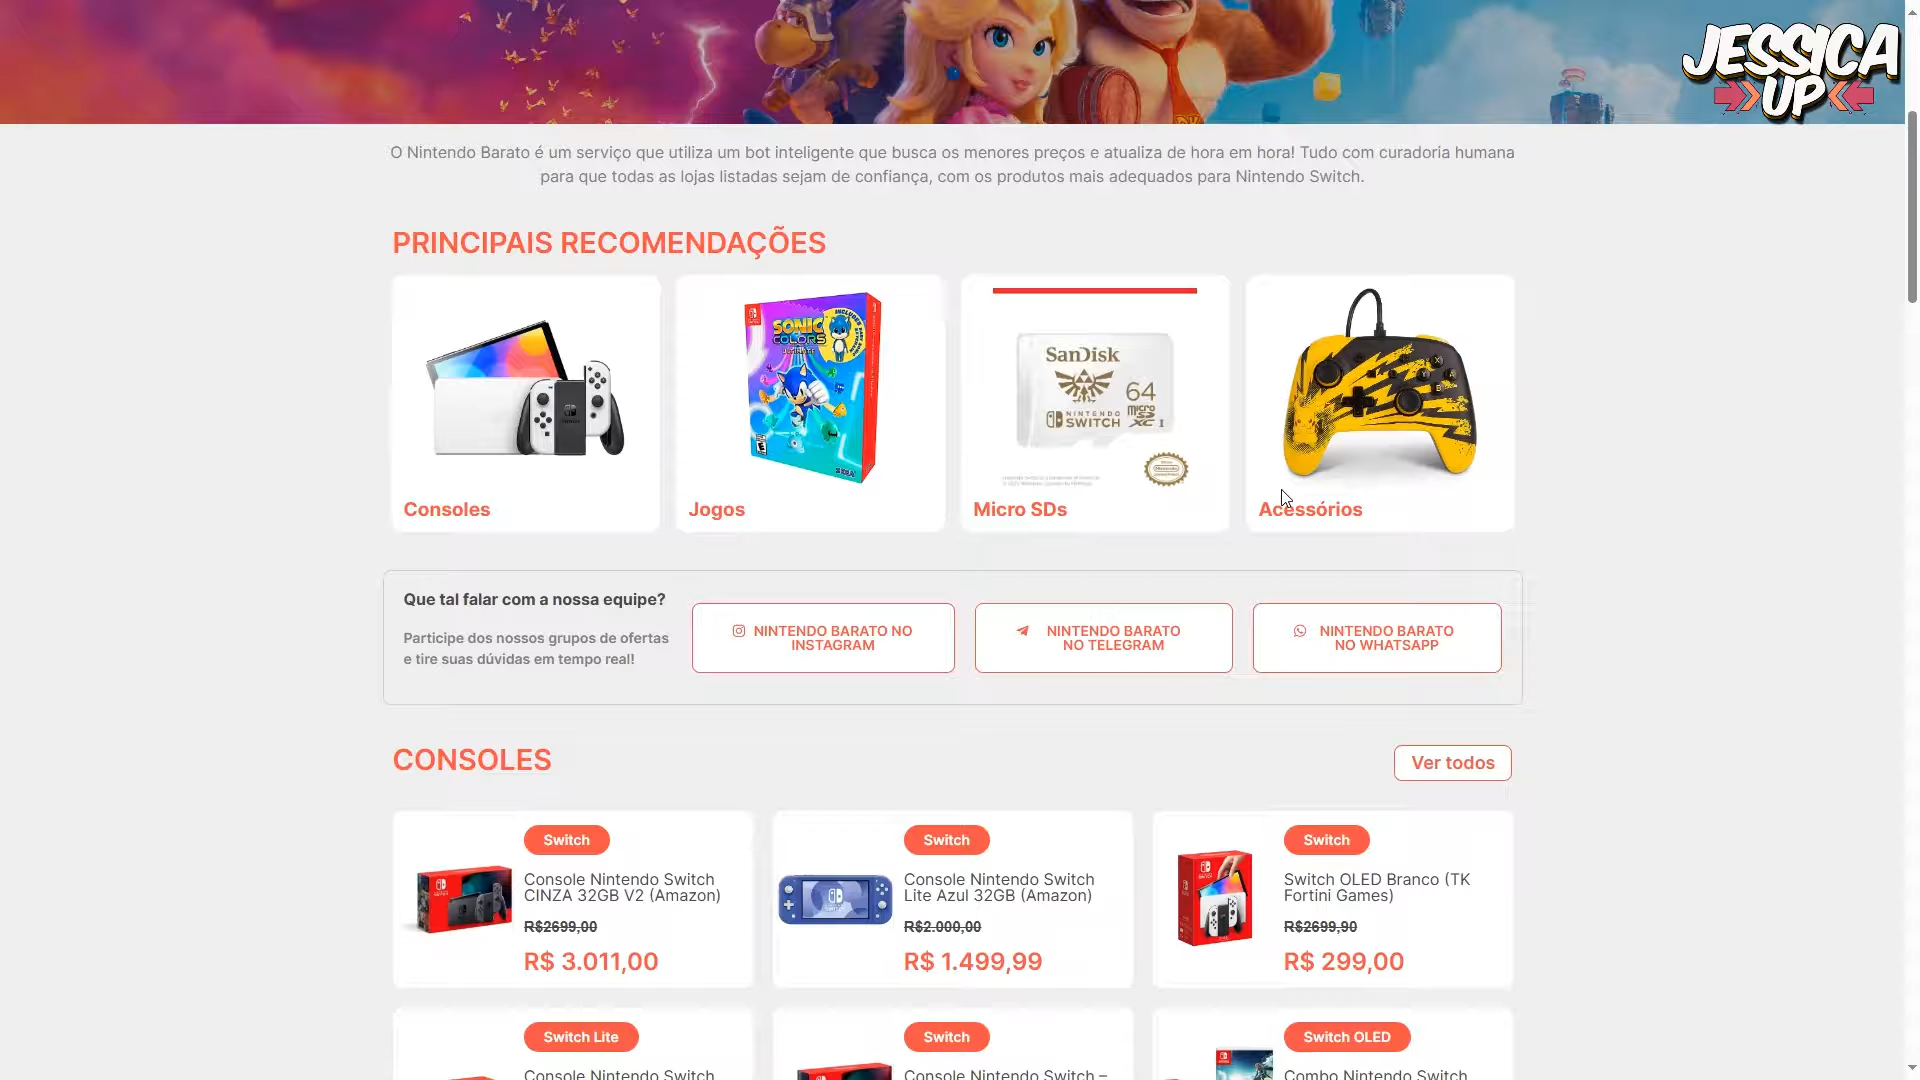 JESSICA
UP
O Nintendo Barato é um serviço que utiliza um bot inteligente que busca os menores preços e atualiza de hora em hora! Tudo com curadoria humana
para que todas as lojas listadas sejam de confiança, com os produtos mais adequados para Nintendo Switch.
PRINCIPAIS RECOMENDAÇÕES
SONIC
COLORS
ULTIMATE
SEGA
SanDisk
64
NINTENDO
SWITCH
micro
SD
XC I
Consoles
Jogos
Micro SDs
Acessórios
Que tal falar com a nossa equipe?
Participe dos nossos grupos de ofertas
e tire suas dúvidas em tempo real!
NINTENDO BARATO NO
INSTAGRAM
NINTENDO BARATO
NO TELEGRAM
NINTENDO BARATO
NO WHATSAPP
CONSOLES
Ver todos
Switch
Console Nintendo Switch
CINZA 32GB V2 (Amazon)
R$2699,00
R$ 3.011,00
Switch
Console Nintendo Switch
Lite Azul 32GB (Amazon)
R$2.000,00
R$ 1.499,99
Switch
Switch OLED Branco (TK
Fortini Games)
R$2699,90
R$ 299,00
Switch Lite
Console Nintendo Switch
Switch
Console Nintendo Switch –
Switch OLED
Combo Nintendo Switch